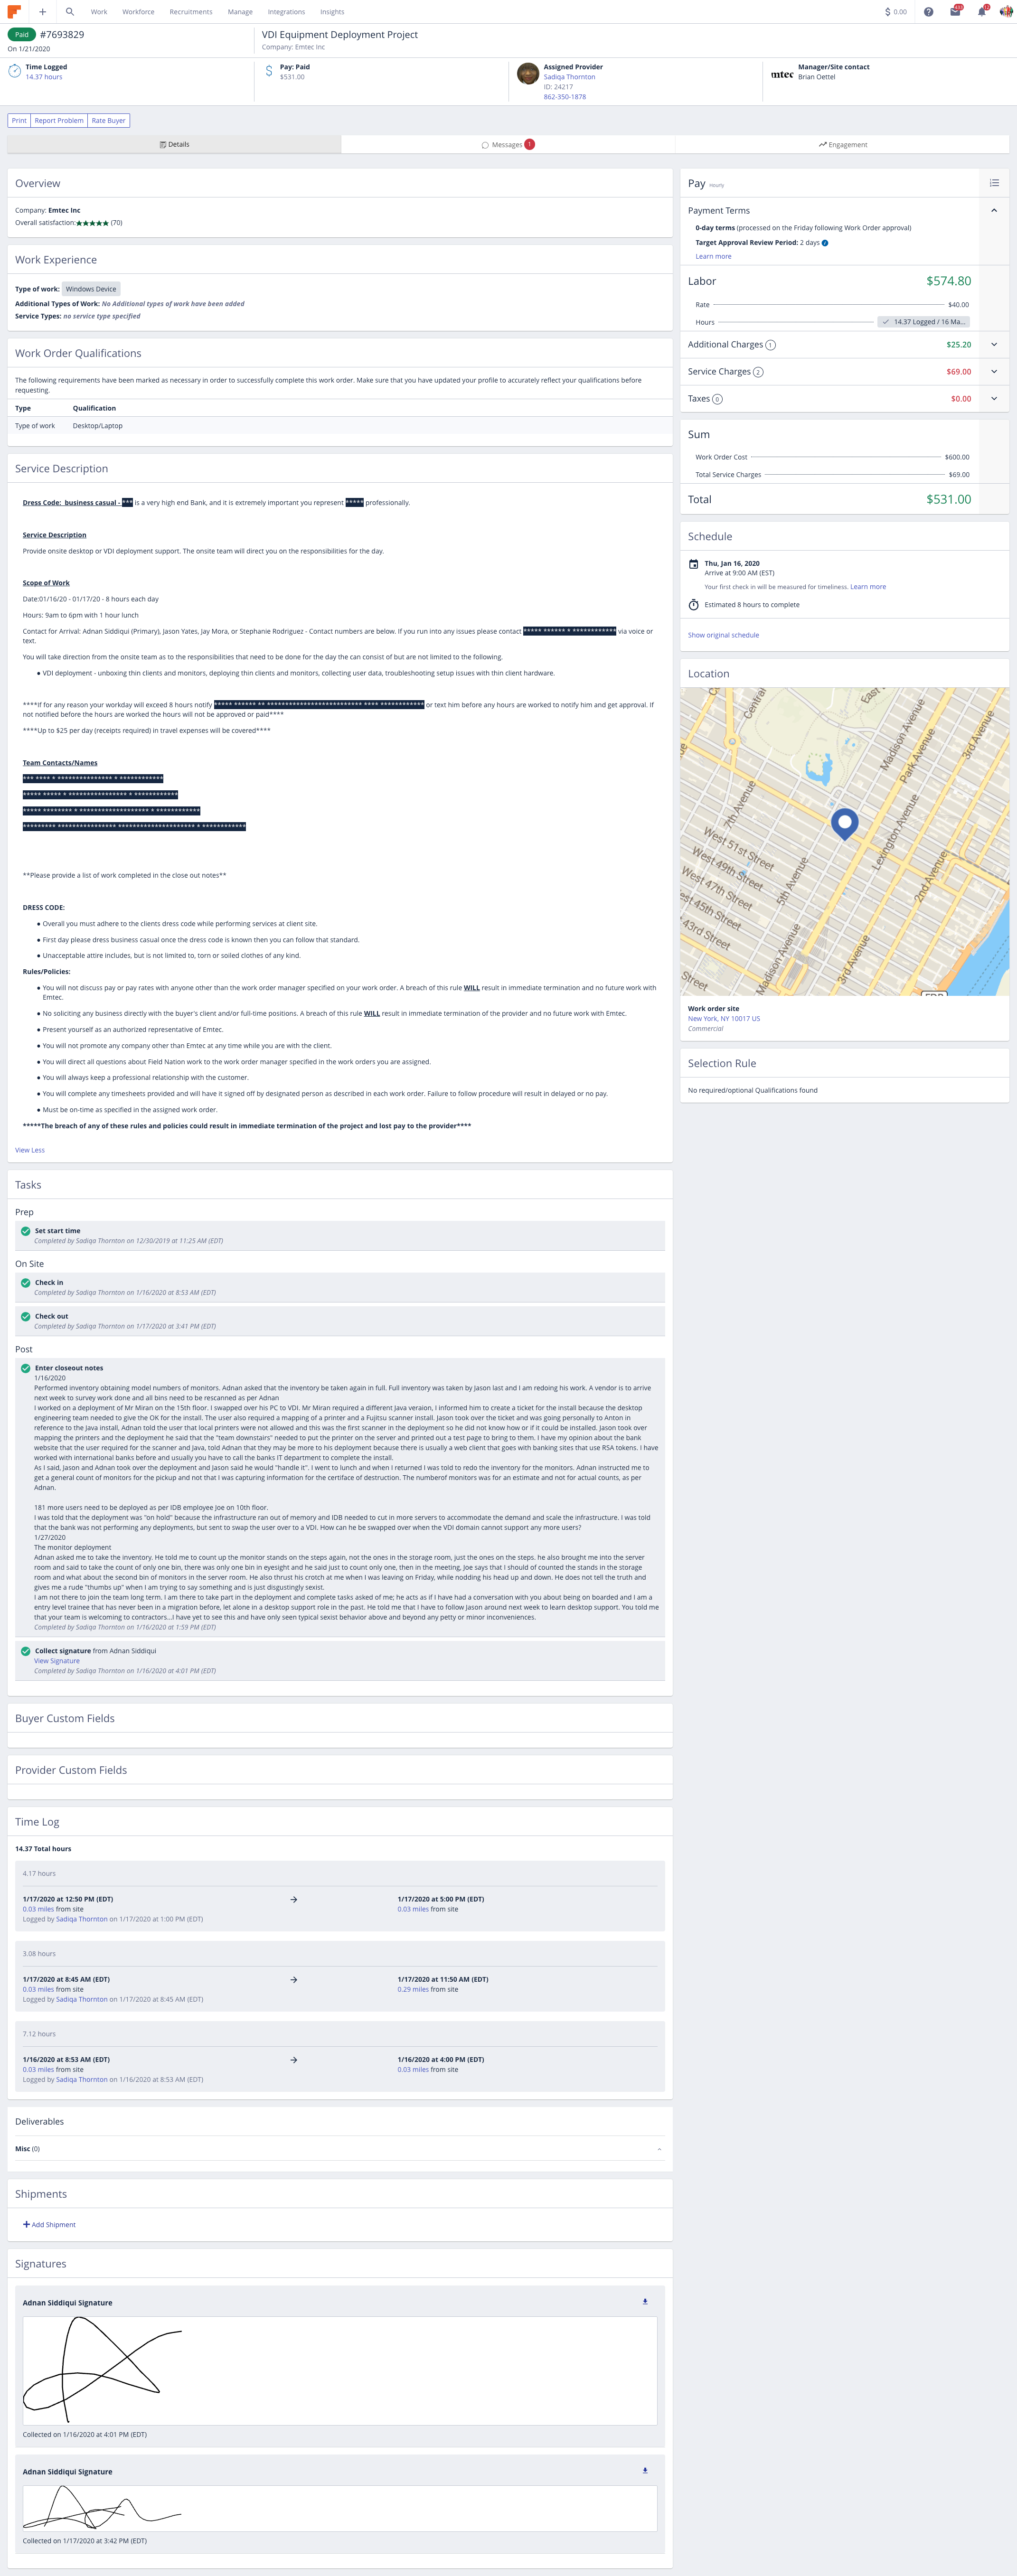 Work Workforce Recruitments Manage Integrations Insights
0.00
Paid #7693829
On 1/21/2020
VDI Equipment Deployment Project
Company: Emtec Inc
Time Logged
14.37 hours
Pay: Paid
$531.00
Assigned Provider
Sadiqa Thornton
ID: 24217
862-350-1878
mtec
Manager/Site contact
Brian Oettel
Print Report Problem Rate Buyer
Details
Messages 1
Engagement
Overview
Company: Emtec Inc
Overall satisfaction:★★★★★ (70)
Work Experience
Type of work: Windows Device
Additional Types of Work: No Additional types of work have been added
Service Types: no service type specified
Work Order Qualifications
The following requirements have been marked as necessary in order to successfully complete this work order. Make sure that you have updated your profile to accurately reflect your qualifications before
requesting.
Type Qualification
Type of work Desktop/Laptop
Service Description
Dress Code: business casual - *** is a very high end Bank, and it is extremely important you represent ***** professionally.
Service Description
Provide onsite desktop or VDI deployment support. The onsite team will direct you on the responsibilities for the day.
Scope of Work
Date:01/16/20 - 01/17/20 - 8 hours each day
Hours: 9am to 6pm with 1 hour lunch
Contact for Arrival: Adnan Siddiqui (Primary), Jason Yates, Jay Mora, or Stephanie Rodriguez - Contact numbers are below. If you run into any issues please contact ***** ****** * ************ via voice or
text.
You will take direction from the onsite team as to the responsibilities that need to be done for the day the can consist of but are not limited to the following.
● VDI deployment - unboxing thin clients and monitors, deploying thin clients and monitors, collecting user data, troubleshooting setup issues with thin client hardware.
****If for any reason your workday will exceed 8 hours notify ***** ****** ** ************************** **** ************ or text him before any hours are worked to notify him and get approval. If
not notified before the hours are worked the hours will not be approved or paid****
****Up to $25 per day (receipts required) in travel expenses will be covered****
Team Contacts/Names
*** **** * **************** * ************
***** ***** * ***************** * ************
***** ******** * ******************** * ************
********* **************** ********************** * ************
**Please provide a list of work completed in the close out notes**
DRESS CODE:
● Overall you must adhere to the clients dress code while performing services at client site.
● First day please dress business casual once the dress code is known then you can follow that standard.
● Unacceptable attire includes, but is not limited to, torn or soiled clothes of any kind.
Rules/Policies:
● You will not discuss pay or pay rates with anyone other than the work order manager specified on your work order. A breach of this rule WILL result in immediate termination and no future work with
Emtec.
● No soliciting any business directly with the buyer's client and/or full-time positions. A breach of this rule WILL result in immediate termination of the provider and no future work with Emtec.
● Present yourself as an authorized representative of Emtec.
● You will not promote any company other than Emtec at any time while you are with the client.
● You will direct all questions about Field Nation work to the work order manager specified in the work orders you are assigned.
● You will always keep a professional relationship with the customer.
● You will complete any timesheets provided and will have it signed off by designated person as described in each work order. Failure to follow procedure will result in delayed or no pay.
● Must be on-time as specified in the assigned work order.
*****The breach of any of these rules and policies could result in immediate termination of the project and lost pay to the provider****
View Less
Tasks
Prep
Set start time
Completed by Sadiqa Thornton on 12/30/2019 at 11:25 AM (EDT)
On Site
Check in
Completed by Sadiqa Thornton on 1/16/2020 at 8:53 AM (EDT)
Check out
Completed by Sadiqa Thornton on 1/17/2020 at 3:41 PM (EDT)
Post
Enter closeout notes
1/16/2020
Performed inventory obtaining model numbers of monitors. Adnan asked that the inventory be taken again in full. Full inventory was taken by Jason last and I am redoing his work. A vendor is to arrive
next week to survey work done and all bins need to be rescanned as per Adnan
I worked on a deployment of Mr Miran on the 15th floor. I swapped over his PC to VDI. Mr Miran required a different Java version, I informed him to create a ticket for the install because the desktop
engineering team needed to give the OK for the install. The user also required a mapping of a printer and a Fujitsu scanner install. Jason took over the ticket and was going personally to Anton in
reference to the Java install, Adnan told the user that local printers were not allowed and this was the first scanner in the deployment so he did not know how or if it could be installed. Jason took over
mapping the printers and the deployment he said that the "team downstairs" needed to put the printer on the server and printed out a test page to bring to them. I have my opinion about the bank
website that the user required for the scanner and Java, told Adnan that they may be more to his deployment because there is usually a web client that goes with banking sites that use RSA tokens. I have
worked with international banks before and usually you have to call the banks IT department to complete the install.
As I said, Jason and Adnan took over the deployment and Jason said he would "handle it". I went to lunch and when I returned I was told to redo the inventory for the monitors. Adnan instructed me to
get a general count of monitors for the pickup and not that I was capturing information for the certiface of destruction. The numberof monitors was for an estimate and not for actual counts, as per
Adnan.
181 more users need to be deployed as per IDB employee Joe on 10th floor.
I was told that the deployment was "on hold" because the infrastructure ran out of memory and IDB needed to cut in more servers to accommodate the demand and scale the infrastructure. I was told
that the bank was not performing any deployments, but sent to swap the user over to a VDI. How can he be swapped over when the VDI domain cannot support any more users?
1/27/2020
The monitor deployment
Adnan asked me to take the inventory. He told me to count up the monitor stands on the steps again, not the ones in the storage room, just the ones on the steps. he also brought me into the server
room and said to take the count of only one bin, there was only one bin in eyesight and he said just to count only one, then in the meeting, Joe says that I should of counted the stands in the storage
room and what about the second bin of monitors in the server room. He also thrust his crotch at me when I was leaving on Friday, while nodding his head up and down. He does not tell the truth and
gives me a rude "thumbs up" when I am trying to say something and is just disgustingly sexist.
I am not there to join the team long term. I am there to take part in the deployment and complete tasks asked of me; he acts as if I have had a conversation with you about being on boarded and I am a
entry level trainee that has never been in a migration before, let alone in a desktop support role in the past. He told me that I have to follow Jason around next week to learn desktop support. You told me
that your team is welcoming to contractors...I have yet to see this and have only seen typical sexist behavior above and beyond any petty or minor inconveniences.
Completed by Sadiqa Thornton on 1/16/2020 at 1:59 PM (EDT)
Collect signature from Adnan Siddiqui
View Signature
Completed by Sadiqa Thornton on 1/16/2020 at 4:01 PM (EDT)
Buyer Custom Fields
Provider Custom Fields
Time Log
14.37 Total hours
4.17 hours
1/17/2020 at 12:50 PM (EDT) 1/17/2020 at 5:00 PM (EDT)
0.03 miles from site 0.03 miles from site
Logged by Sadiqa Thornton on 1/17/2020 at 1:00 PM (EDT)
3.08 hours
1/17/2020 at 8:45 AM (EDT) 1/17/2020 at 11:50 AM (EDT)
0.03 miles from site 0.29 miles from site
Logged by Sadiqa Thornton on 1/17/2020 at 8:45 AM (EDT)
7.12 hours
1/16/2020 at 8:53 AM (EDT) 1/16/2020 at 4:00 PM (EDT)
0.03 miles from site 0.03 miles from site
Logged by Sadiqa Thornton on 1/16/2020 at 8:53 AM (EDT)
Deliverables
Misc (0)
Shipments
Add Shipment
Signatures
Adnan Siddiqui Signature
Collected on 1/16/2020 at 4:01 PM (EDT)
Adnan Siddiqui Signature
Collected on 1/17/2020 at 3:42 PM (EDT)
Pay Hourly
Payment Terms
0-day terms (processed on the Friday following Work Order approval)
Target Approval Review Period: 2 days
Learn more
Labor $574.80
Rate $40.00
Hours 14.37 Logged / 16 Ma...
Additional Charges 1 $25.20
Service Charges 2 $69.00
Taxes 0 $0.00
Sum
Work Order Cost $600.00
Total Service Charges $69.00
Total $531.00
Schedule
Thu, Jan 16, 2020
Arrive at 9:00 AM (EST)
Your first check in will be measured for timeliness. Learn more
Estimated 8 hours to complete
Show original schedule
Location
Central
East
Madison Avenue
Park Avenue
3rd Avenue
7th Avenue
West 51st Street
West 49th Street
West 47th Street
West 45th Street
43rd Street
5th Avenue
Lexington Avenue
2nd Avenue
Madison Avenue
3rd Avenue
Street
FDR
Work order site
New York, NY 10017 US
Commercial
Selection Rule
No required/optional Qualifications found